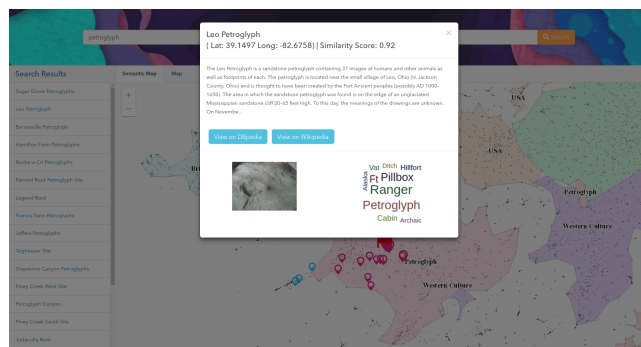 petroglyph
Search
Search Results
Semantic Map
Map
Sugar Grove Petroglyphs
Leo Petroglyph
Barnesville Petroglyph
Hamilton Farm Petroglyphs
Roche-a-Cri Petroglyphs
Painted Rock Petroglyph Site
Legend Rock
Francis Farm Petroglyphs
Jeffers Petroglyphs
Tegtmeyer Site
Grapevine Canyon Petroglyphs
Piney Creek West Site
Petroglyph Canyon
Piney Creek South Site
Judaculla Rock
+
−
Leo Petroglyph
×
( Lat: 39.1497 Long: -82.6758) | Similarity Score: 0.92
The Leo Petroglyph is a sandstone petroglyph containing 37 images of humans and other animals as
well as footprints of each. The petroglyph is located near the small village of Leo, Ohio (in Jackson
County, Ohio) and is thought to have been created by the Fort Ancient peoples (possibly AD 1000-
1650). The area in which the sandstone petroglyph was found is on the edge of an unglaciated
Mississippian sandstone cliff 20-65 feet high. To this day, the meanings of the drawings are unknown.
On Novembe...
View on DBpedia
View on Wikipedia
Vat Ditch Hillfort
Alaska Ft Pillbox
Ranger
Petroglyph
Cabin Archaic
USA
USA
Bri
Petroglyph
Western Culture
Petroglyph
Western Culture